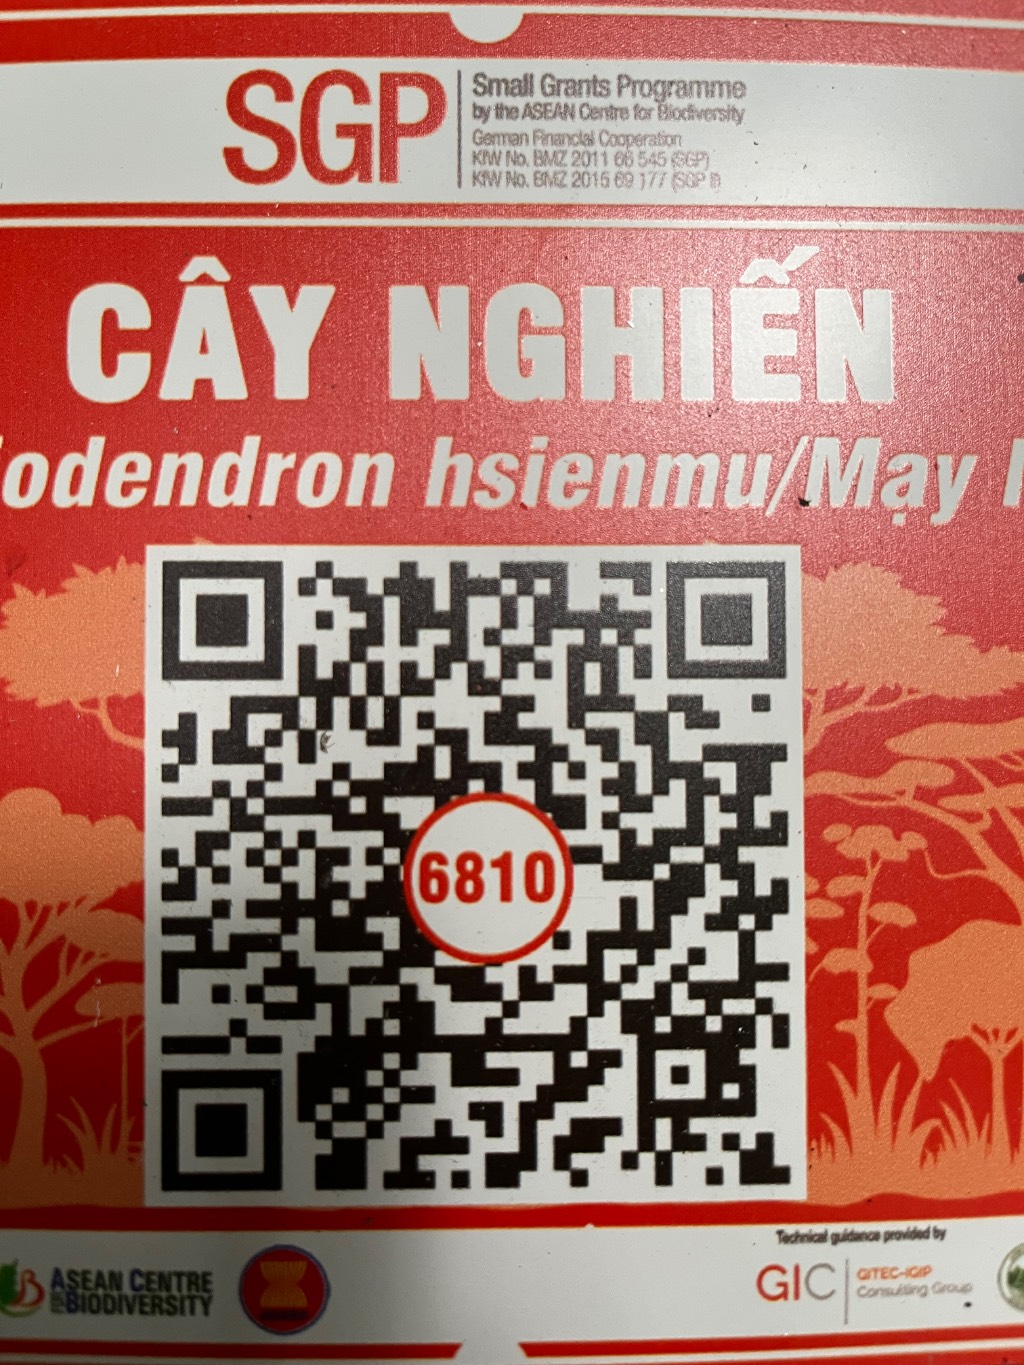 SGP
Small Grants Programme
by the ASEAN Centre for Biodiversity
German Financial Cooperation
KfW No. BMZ 2011 66 545 (SGP)
KfW No. BMZ 2015 69 177 (SGP II)
CÂY NGHIẾN
odendron hsienmu/Mạy
6810
ASEAN CENTRE
FOR BIODIVERSITY
Technical guidance provided by
GIC
GITEC-IGIP
Consulting Group